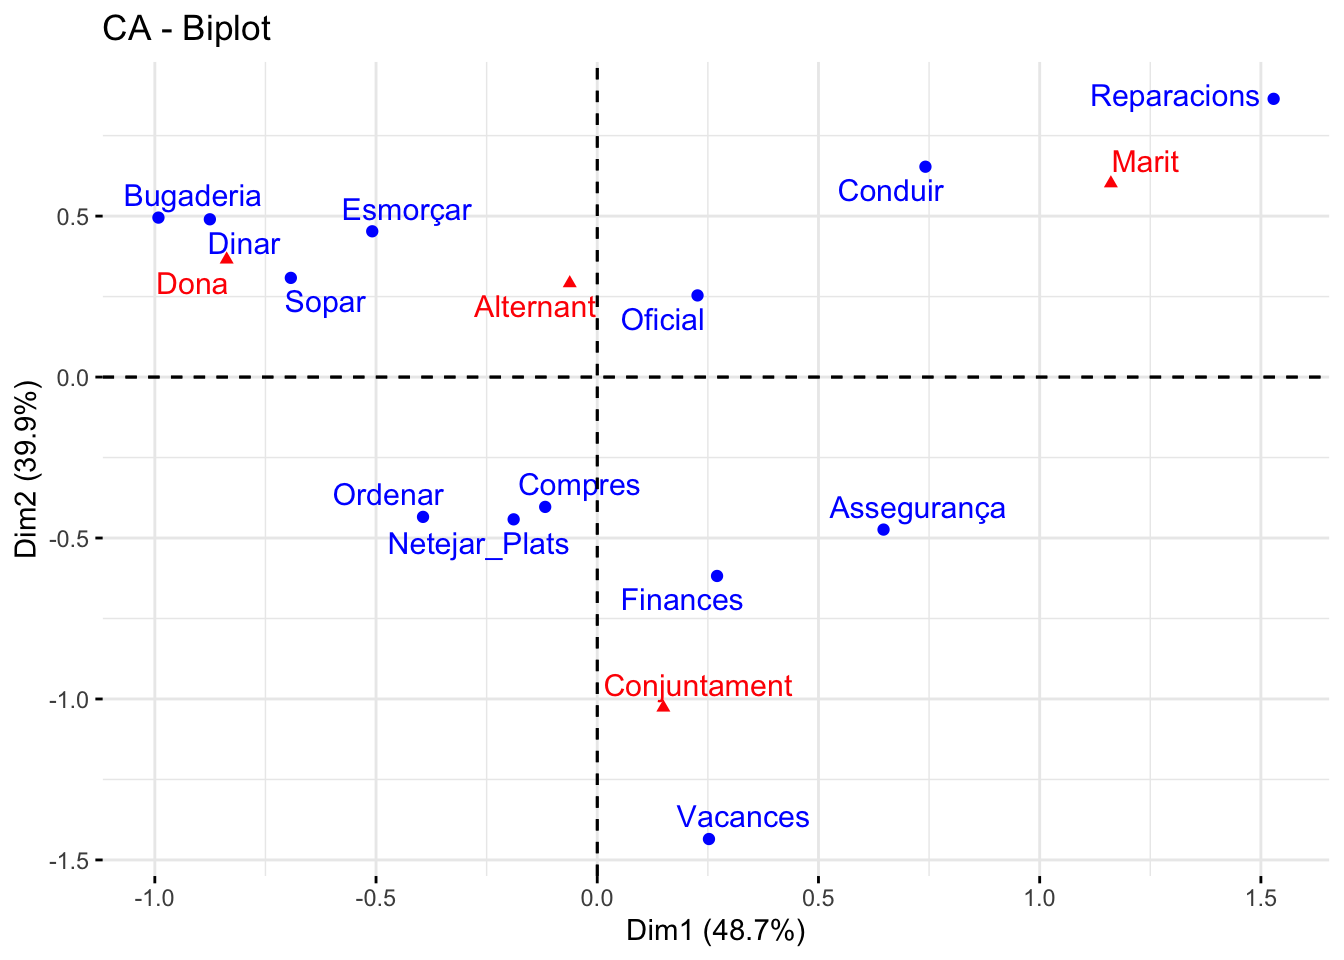 CA - Biplot
Reparacions
Marit
Conduir
Bugaderia
Esmorçar
Dinar
Dona
Sopar
Alternant
Oficial
Ordenar
Compres
Netejar_Plats
Assegurança
Finances
Conjuntament
Vacances
0.5
0.0
-0.5
-1.0
-1.5
Dim2 (39.9%)
-1.0
-0.5
0.0
0.5
1.0
1.5
Dim1 (48.7%)